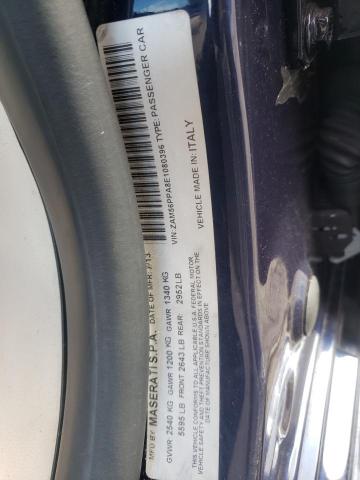 MFD BY MASERATI S.P.A. DATE OF MFR: 7/13
GVWR 2540 KG GAWR 1200 KG GAWR 1340 KG
5595 LB FRONT 2643 LB REAR: 2952LB
THIS VEHICLE CONFORMS TO ALL APPLICABLE U.S.A. FEDERAL MOTOR
VEHICLE SAFETY BUMPER AND THEFT PREVENTION STANDARDS IN EFFECT ON THE
DATE OF MANUFACTURE SHOWN ABOVE
VIN:ZAM56PPA8E1080396 TYPE: PASSENGER CAR
VEHICLE MADE IN: ITALY